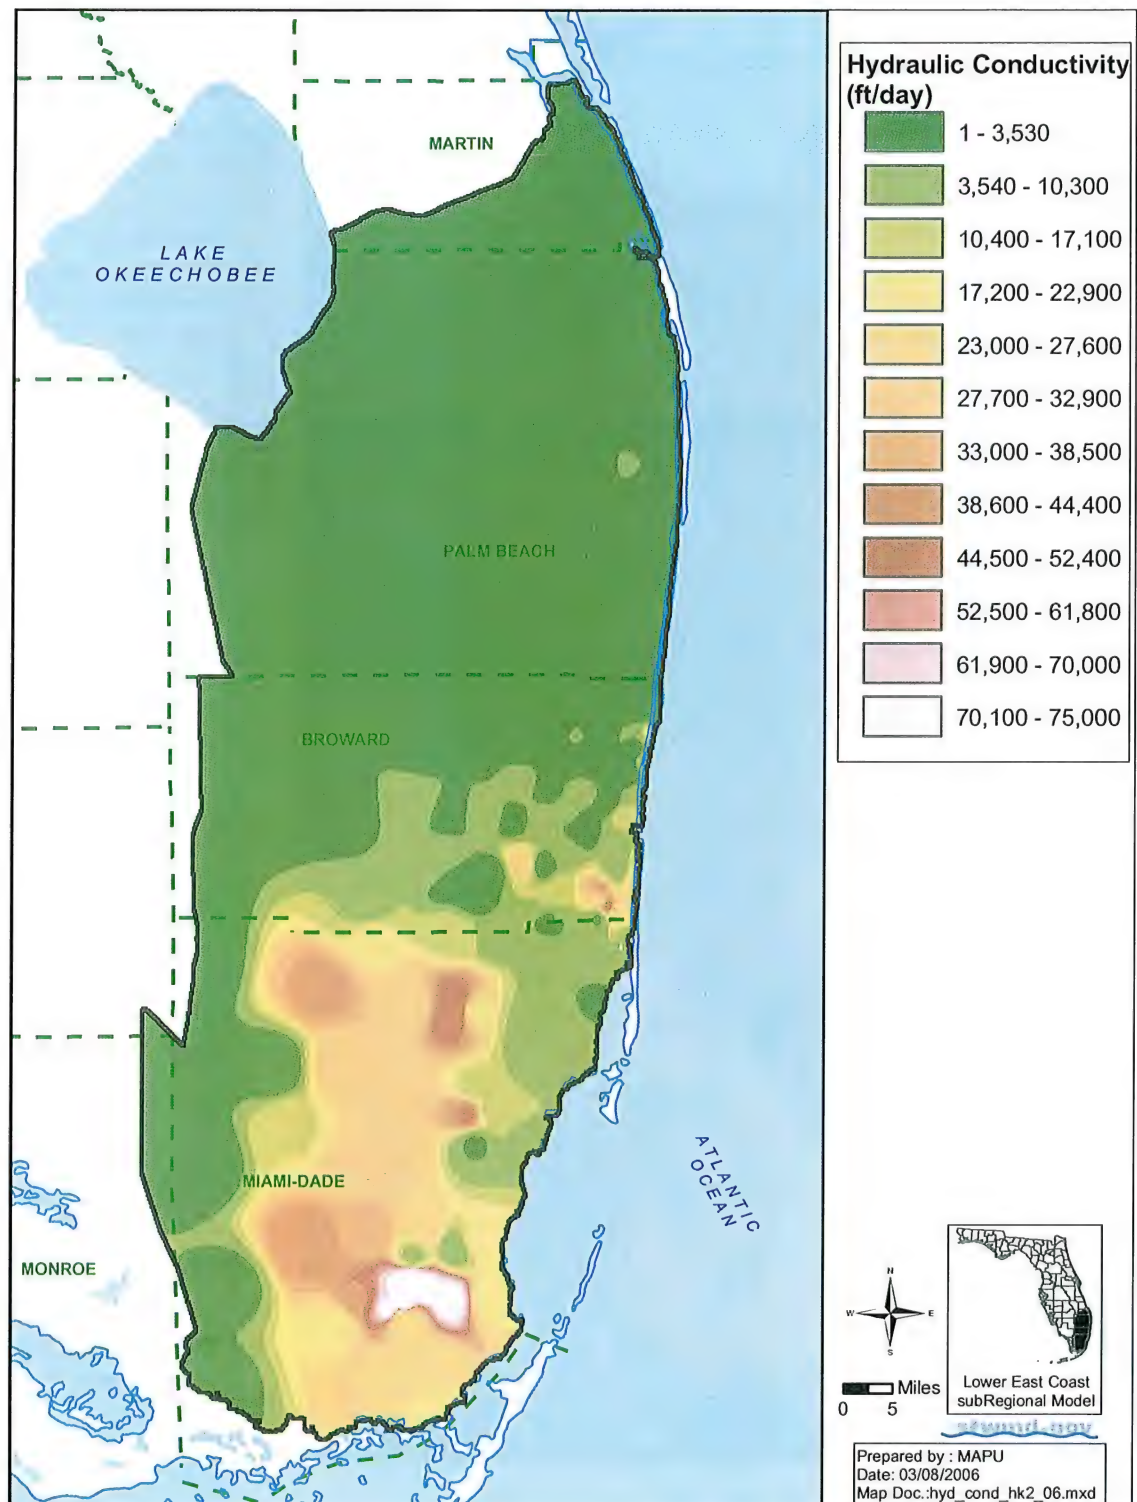 Hydraulic Conductivity
(ft/day)
1 - 3,530
3,540 - 10,300
10,400 - 17,100
17,200 - 22,900
23,000 - 27,600
27,700 - 32,900
33,000 - 38,500
38,600 - 44,400
44,500 - 52,400
52,500 - 61,800
61,900 - 70,000
70,100 - 75,000
MARTIN
LAKE
OKEECHOBEE
PALM BEACH
BROWARD
MIAMI-DADE
MONROE
ATLANTIC
OCEAN
N
W E
S
Miles
0 5
Lower East Coast
subRegional Model
sfwmd.gov
Prepared by : MAPU
Date: 03/08/2006
Map Doc.:hyd_cond_hk2_06.mxd